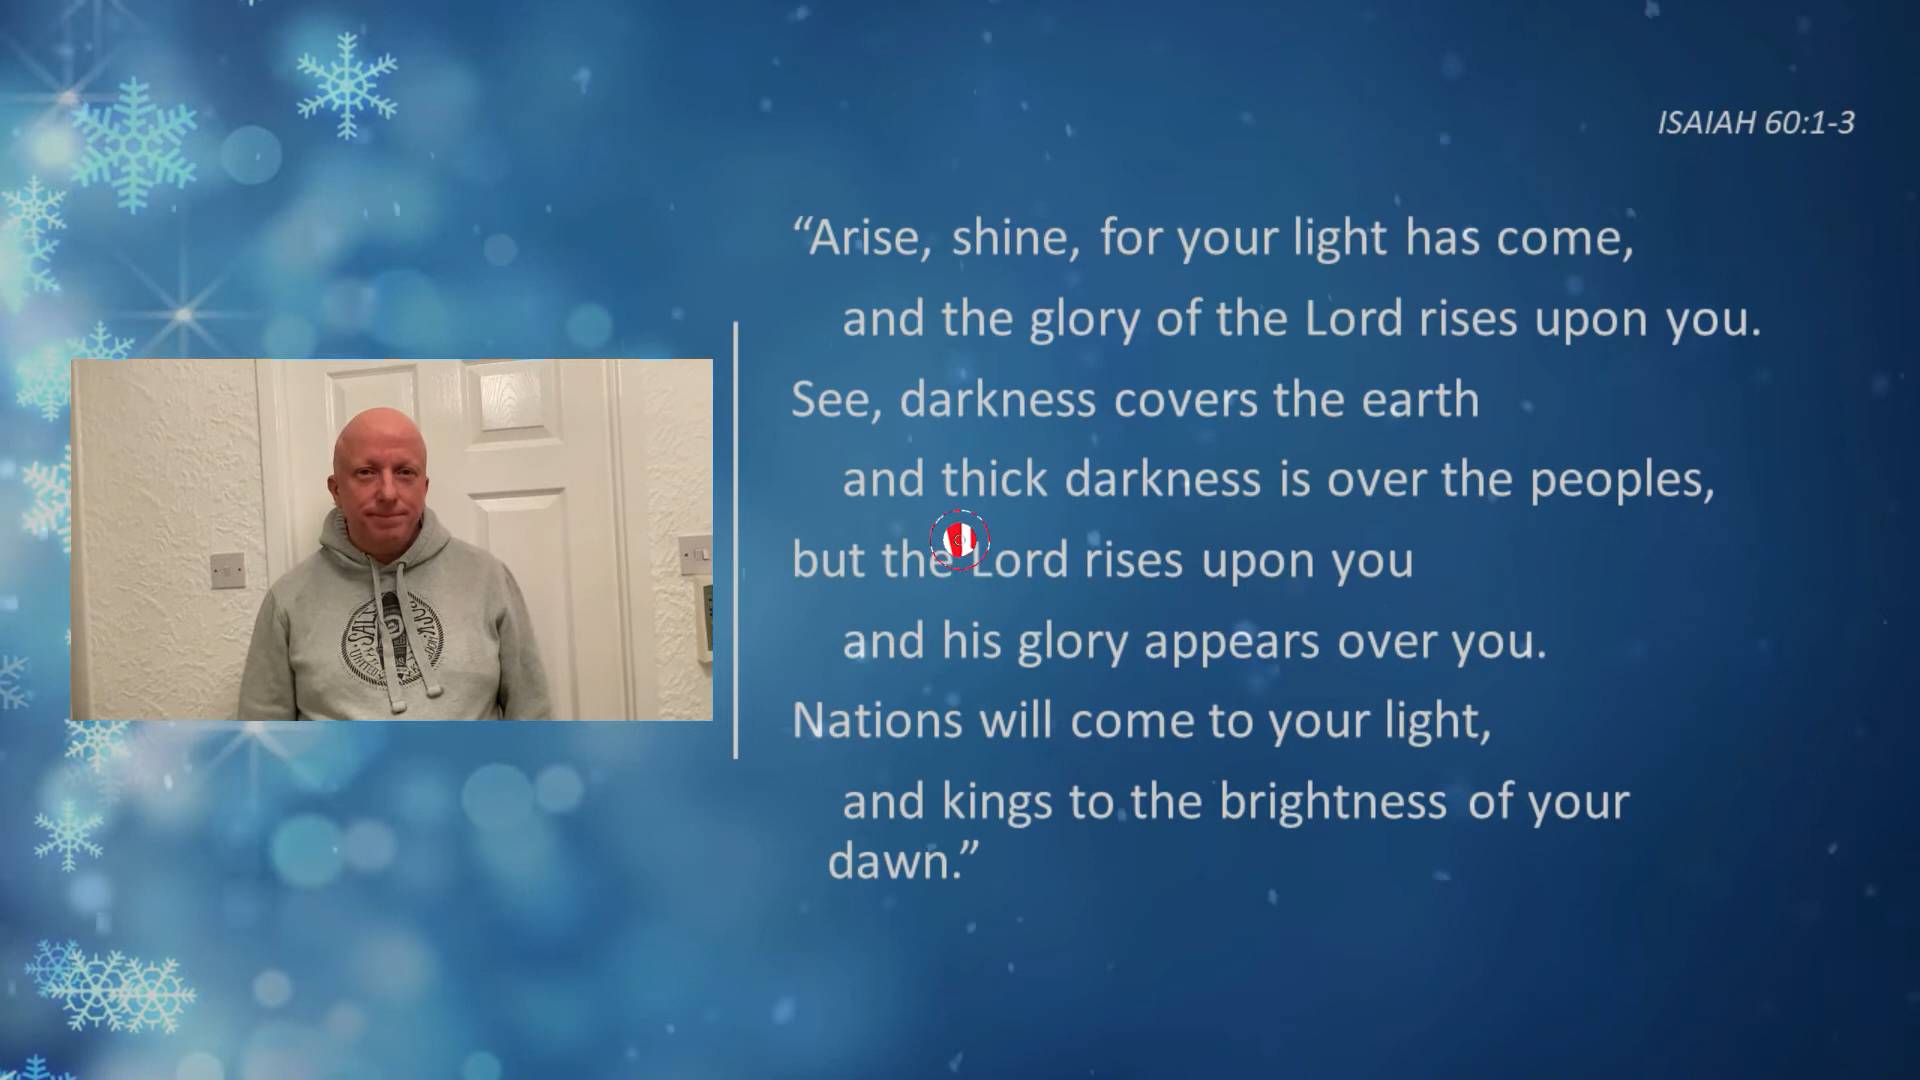 ISAIAH 60:1-3
“Arise, shine, for your light has come,
and the glory of the Lord rises upon you.
See, darkness covers the earth
and thick darkness is over the peoples,
but the Lord rises upon you
and his glory appears over you.
Nations will come to your light,
and kings to the brightness of your
dawn.”